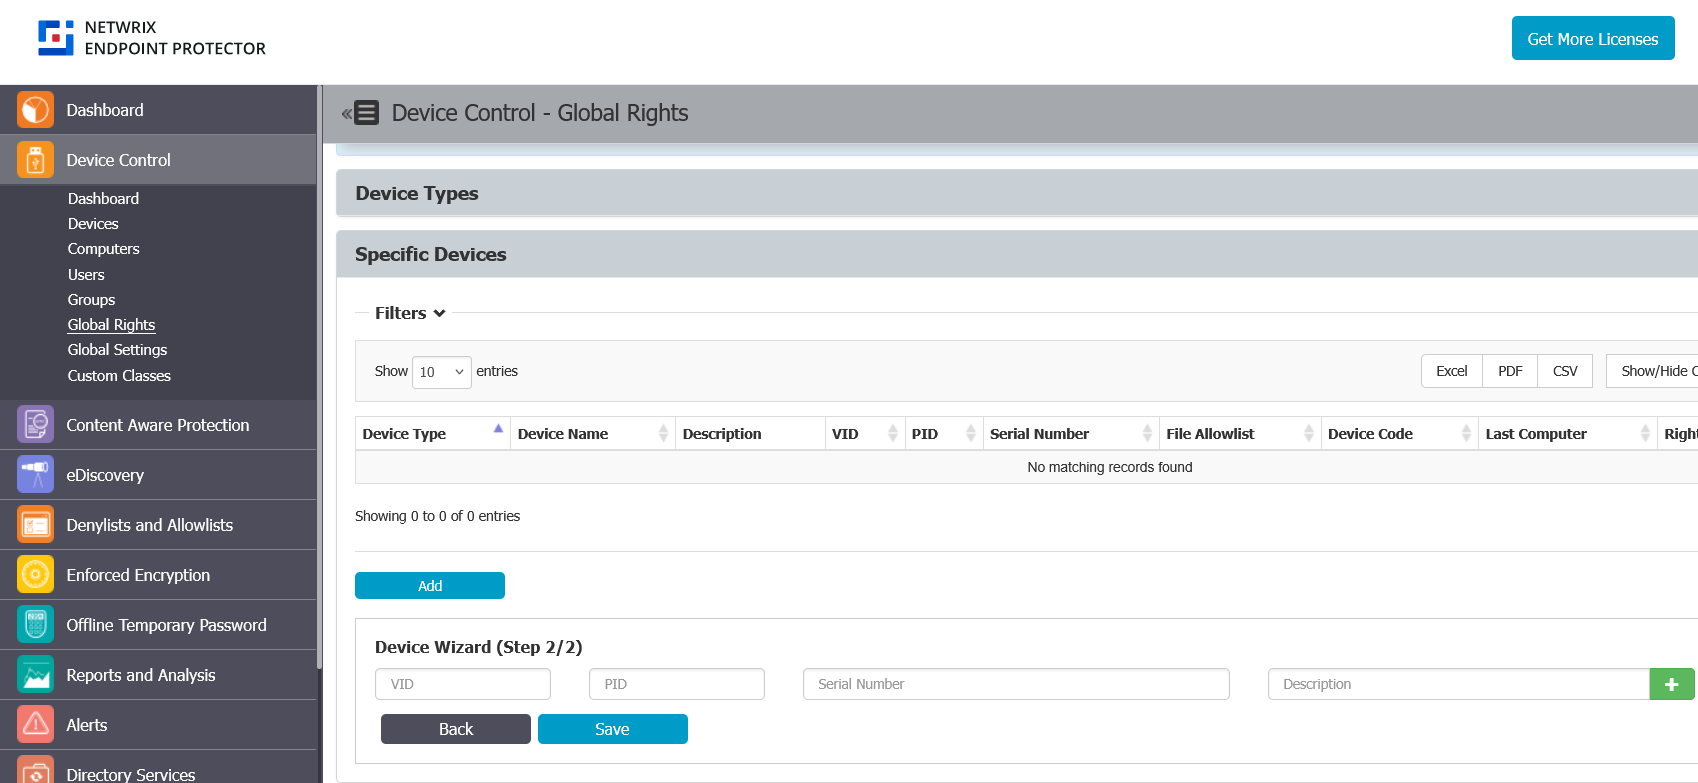 NETWRIX
ENDPOINT PROTECTOR
Get More Licenses
Dashboard
Device Control
Dashboard
Devices
Computers
Users
Groups
Global Rights
Global Settings
Custom Classes
Content Aware Protection
eDiscovery
Denylists and Allowlists
Enforced Encryption
Offline Temporary Password
Reports and Analysis
Alerts
Directory Services
Device Control - Global Rights
Device Types
Specific Devices
Filters
Show 10 entries
Excel PDF CSV Show/Hide C
Device Type Device Name Description VID PID Serial Number File Allowlist Device Code Last Computer Righ
No matching records found
Showing 0 to 0 of 0 entries
Add
Device Wizard (Step 2/2)
VID PID Serial Number Description
Back Save